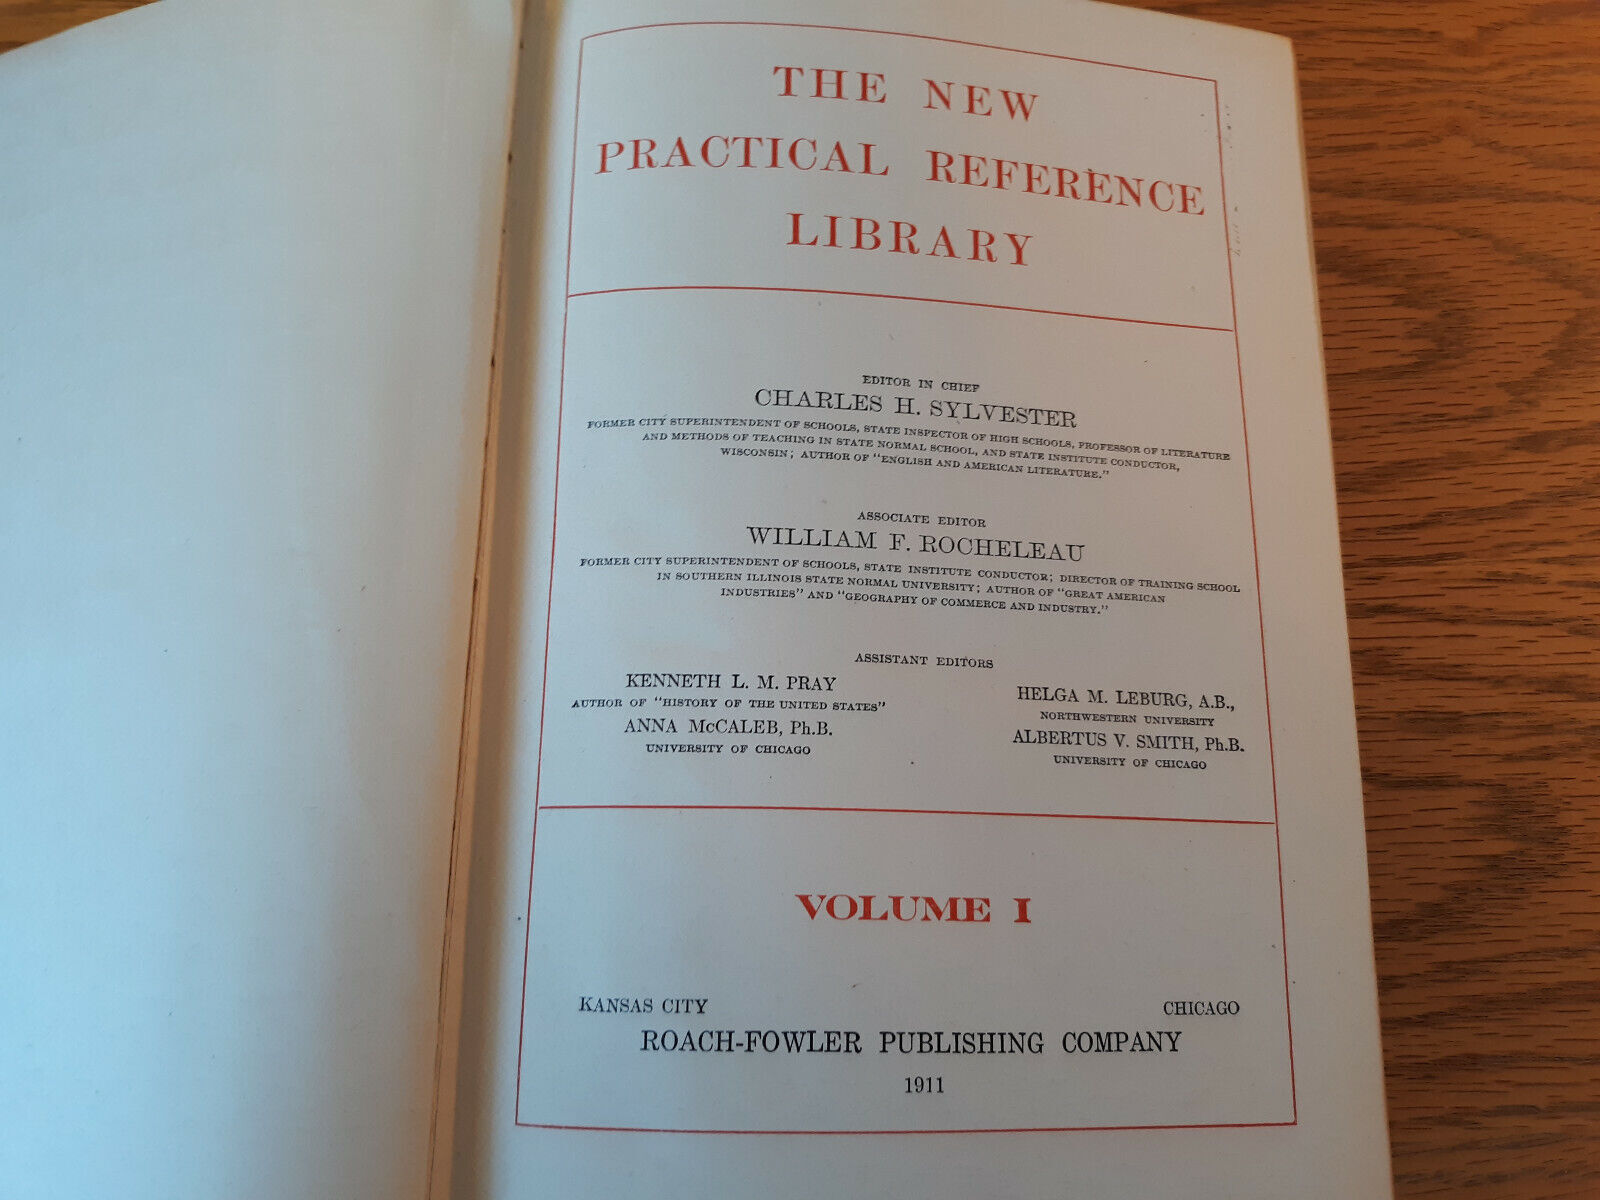 THE NEW
PRACTICAL REFERENCE
LIBRARY
EDITOR IN CHIEF
CHARLES H. SYLVESTER
FORMER CITY SUPERINTENDENT OF SCHOOLS, STATE INSPECTOR OF HIGH SCHOOLS, PROFESSOR OF LITERATURE
AND METHODS OF TEACHING IN STATE NORMAL SCHOOL, AND STATE INSTITUTE CONDUCTOR,
WISCONSIN; AUTHOR OF "ENGLISH AND AMERICAN LITERATURE."
ASSOCIATE EDITOR
WILLIAM F. ROCHELEAU
FORMER CITY SUPERINTENDENT OF SCHOOLS, STATE INSTITUTE CONDUCTOR; DIRECTOR OF TRAINING SCHOOL
IN SOUTHERN ILLINOIS STATE NORMAL UNIVERSITY; AUTHOR OF "GREAT AMERICAN
INDUSTRIES" AND "GEOGRAPHY OF COMMERCE AND INDUSTRY."
ASSISTANT EDITORS
KENNETH L. M. PRAY
AUTHOR OF "HISTORY OF THE UNITED STATES"
ANNA McCALEB, Ph.B.
UNIVERSITY OF CHICAGO
HELGA M. LEBURG, A.B.,
NORTHWESTERN UNIVERSITY
ALBERTUS V. SMITH, Ph.B.
UNIVERSITY OF CHICAGO
VOLUME I
KANSAS CITY CHICAGO
ROACH-FOWLER PUBLISHING COMPANY
1911